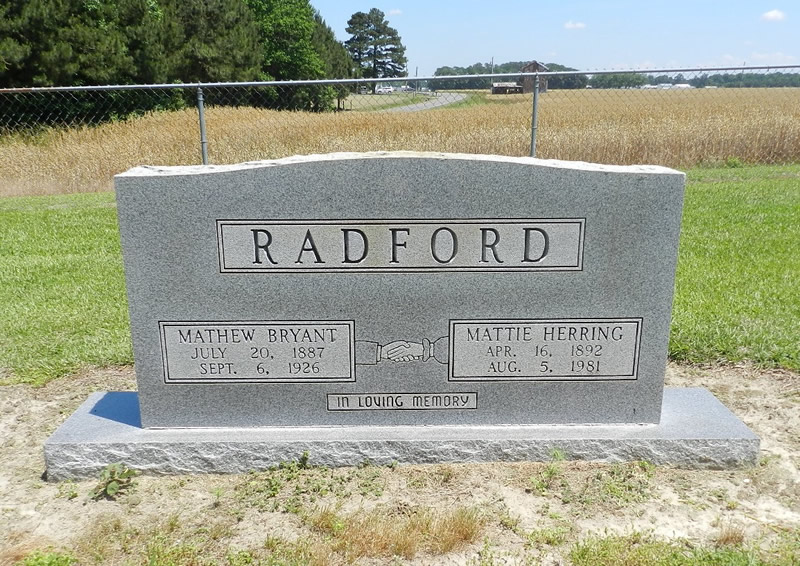 RADFORD
MATHEW BRYANT
JULY 20, 1887
SEPT. 6, 1926
MATTIE HERRING
APR. 16, 1892
AUG. 5, 1981
IN LOVING MEMORY